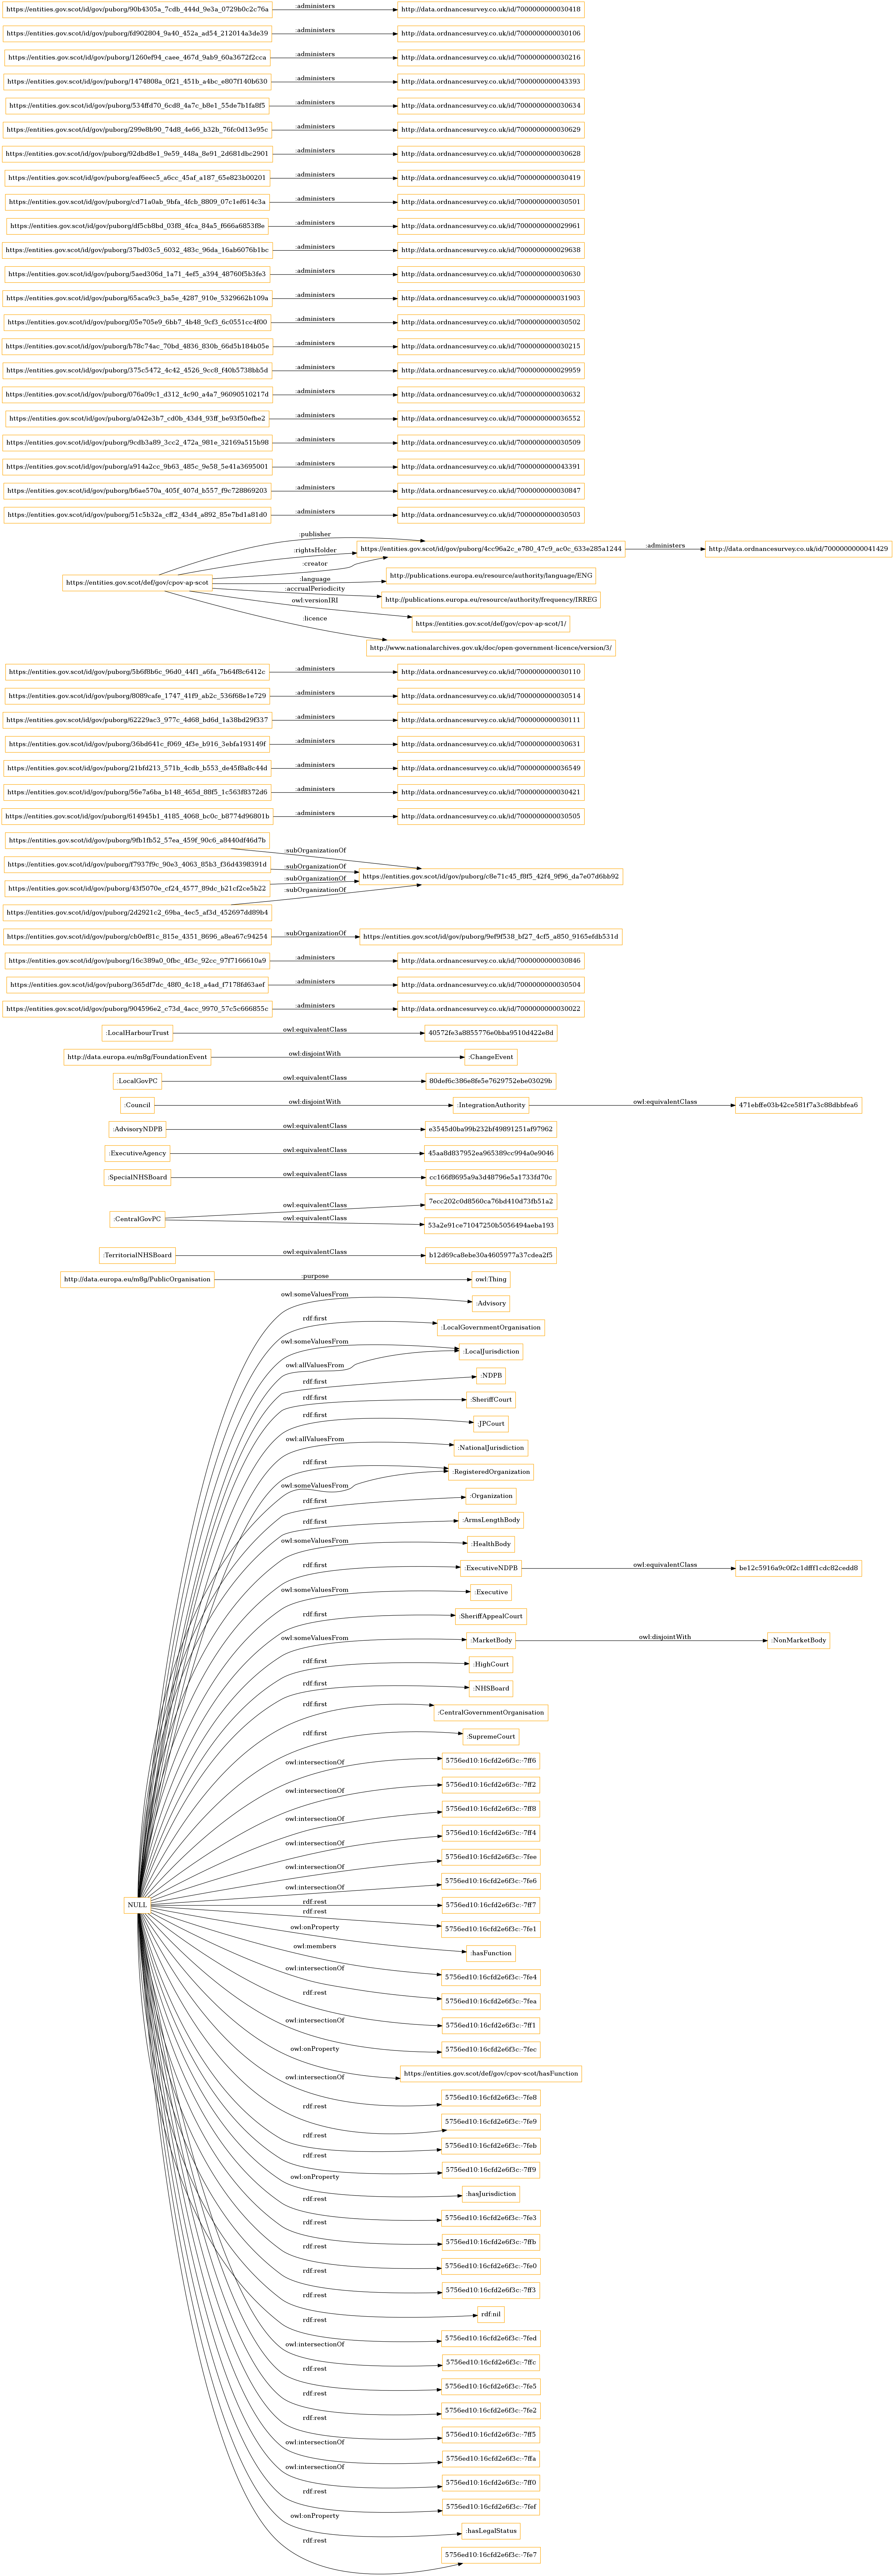 https://entities.gov.scot/id/gov/puborg/90b4305a_7cdb_444d_9e3a_0729b0c2c76a :administers http://data.ordnancesurvey.co.uk/id/7000000000030418
https://entities.gov.scot/id/gov/puborg/fd902804_9a40_452a_ad54_212014a3de39 :administers http://data.ordnancesurvey.co.uk/id/7000000000030106
https://entities.gov.scot/id/gov/puborg/1260ef94_caee_467d_9ab9_60a3672f2cca :administers http://data.ordnancesurvey.co.uk/id/7000000000030216
https://entities.gov.scot/id/gov/puborg/1474808a_0f21_451b_a4bc_e807f140b630 :administers http://data.ordnancesurvey.co.uk/id/7000000000043393
https://entities.gov.scot/id/gov/puborg/534ffd70_6cd8_4a7c_b8e1_55de7b1fa8f5 :administers http://data.ordnancesurvey.co.uk/id/7000000000030634
https://entities.gov.scot/id/gov/puborg/299e8b90_74d8_4e66_b32b_76fc0d13e95c :administers http://data.ordnancesurvey.co.uk/id/7000000000030629
https://entities.gov.scot/id/gov/puborg/92dbd8e1_9e59_448a_8e91_2d681dbc2901 :administers http://data.ordnancesurvey.co.uk/id/7000000000030628
https://entities.gov.scot/id/gov/puborg/eaf6eec5_a6cc_45af_a187_65e823b00201 :administers http://data.ordnancesurvey.co.uk/id/7000000000030419
https://entities.gov.scot/id/gov/puborg/cd71a0ab_9bfa_4fcb_8809_07c1ef614c3a :administers http://data.ordnancesurvey.co.uk/id/7000000000030501
https://entities.gov.scot/id/gov/puborg/df5cb8bd_03f8_4fca_84a5_f666a6853f8e :administers http://data.ordnancesurvey.co.uk/id/7000000000029961
https://entities.gov.scot/id/gov/puborg/37bd03c5_6032_483c_96da_16ab6076b1bc :administers http://data.ordnancesurvey.co.uk/id/7000000000029638
https://entities.gov.scot/id/gov/puborg/5aed306d_1a71_4ef5_a394_48760f5b3fe3 :administers http://data.ordnancesurvey.co.uk/id/7000000000030630
https://entities.gov.scot/id/gov/puborg/65aca9c3_ba5e_4287_910e_5329662b109a :administers http://data.ordnancesurvey.co.uk/id/7000000000031903
https://entities.gov.scot/id/gov/puborg/05e705e9_6bb7_4b48_9cf3_6c0551cc4f00 :administers http://data.ordnancesurvey.co.uk/id/7000000000030502
https://entities.gov.scot/id/gov/puborg/b78c74ac_70bd_4836_830b_66d5b184b05e :administers http://data.ordnancesurvey.co.uk/id/7000000000030215
https://entities.gov.scot/id/gov/puborg/375c5472_4c42_4526_9cc8_f40b5738bb5d :administers http://data.ordnancesurvey.co.uk/id/7000000000029959
https://entities.gov.scot/id/gov/puborg/076a09c1_d312_4c90_a4a7_96090510217d :administers http://data.ordnancesurvey.co.uk/id/7000000000030632
https://entities.gov.scot/id/gov/puborg/a042e3b7_cd0b_43d4_93ff_be93f50efbe2 :administers http://data.ordnancesurvey.co.uk/id/7000000000036552
https://entities.gov.scot/id/gov/puborg/9cdb3a89_3cc2_472a_981e_32169a515b98 :administers http://data.ordnancesurvey.co.uk/id/7000000000030509
https://entities.gov.scot/id/gov/puborg/a914a2cc_9b63_485c_9e58_5e41a3695001 :administers http://data.ordnancesurvey.co.uk/id/7000000000043391
https://entities.gov.scot/id/gov/puborg/b6ae570a_405f_407d_b557_f9c728869203 :administers http://data.ordnancesurvey.co.uk/id/7000000000030847
https://entities.gov.scot/id/gov/puborg/51c5b32a_cff2_43d4_a892_85e7bd1a81d0 :administers http://data.ordnancesurvey.co.uk/id/7000000000030503
:publisher
:rightsHolder https://entities.gov.scot/id/gov/puborg/4cc96a2c_e780_47c9_ac0c_633e285a1244 :administers http://data.ordnancesurvey.co.uk/id/7000000000041429
:creator
https://entities.gov.scot/def/gov/cpov-ap-scot :language http://publications.europa.eu/resource/authority/language/ENG
:accrualPeriodicity http://publications.europa.eu/resource/authority/frequency/IRREG
owl:versionIRI https://entities.gov.scot/def/gov/cpov-ap-scot/1/
:licence http://www.nationalarchives.gov.uk/doc/open-government-licence/version/3/
https://entities.gov.scot/id/gov/puborg/5b6f8b6c_96d0_44f1_a6fa_7b64f8c6412c :administers http://data.ordnancesurvey.co.uk/id/7000000000030110
https://entities.gov.scot/id/gov/puborg/8089cafe_1747_41f9_ab2c_536f68e1e729 :administers http://data.ordnancesurvey.co.uk/id/7000000000030514
https://entities.gov.scot/id/gov/puborg/62229ac3_977c_4d68_bd6d_1a38bd29f337 :administers http://data.ordnancesurvey.co.uk/id/7000000000030111
https://entities.gov.scot/id/gov/puborg/36bd641c_f069_4f3e_b916_3ebfa193149f :administers http://data.ordnancesurvey.co.uk/id/7000000000030631
https://entities.gov.scot/id/gov/puborg/21bfd213_571b_4cdb_b553_de45f8a8c44d :administers http://data.ordnancesurvey.co.uk/id/7000000000036549
https://entities.gov.scot/id/gov/puborg/56e7a6ba_b148_465d_88f5_1c563f8372d6 :administers http://data.ordnancesurvey.co.uk/id/7000000000030421
https://entities.gov.scot/id/gov/puborg/614945b1_4185_4068_bc0c_b8774d96801b :administers http://data.ordnancesurvey.co.uk/id/7000000000030505
https://entities.gov.scot/id/gov/puborg/9fb1fb52_57ea_459f_90c6_a8440df46d7b :subOrganizationOf
https://entities.gov.scot/id/gov/puborg/f7937f9c_90e3_4063_85b3_f36d4398391d :subOrganizationOf
https://entities.gov.scot/id/gov/puborg/c8e71c45_f8f5_42f4_9f96_da7e07d6bb92
https://entities.gov.scot/id/gov/puborg/43f5070e_cf24_4577_89dc_b21cf2ce5b22 :subOrganizationOf
https://entities.gov.scot/id/gov/puborg/2d2921c2_69ba_4ec5_af3d_452697dd89b4 :subOrganizationOf
https://entities.gov.scot/id/gov/puborg/cb0ef81c_815e_4351_8696_a8ea67c94254 :subOrganizationOf https://entities.gov.scot/id/gov/puborg/9ef9f538_bf27_4cf5_a850_9165efdb531d
https://entities.gov.scot/id/gov/puborg/16c389a0_0fbc_4f3c_92cc_97f7166610a9 :administers http://data.ordnancesurvey.co.uk/id/7000000000030846
https://entities.gov.scot/id/gov/puborg/365df7dc_48f0_4c18_a4ad_f7178fd63aef :administers http://data.ordnancesurvey.co.uk/id/7000000000030504
https://entities.gov.scot/id/gov/puborg/904596e2_c73d_4acc_9970_57c5c666855c :administers http://data.ordnancesurvey.co.uk/id/7000000000030022
:LocalHarbourTrust owl:equivalentClass 40572fe3a8855776e0bba9510d422e8d
http://data.europa.eu/m8g/FoundationEvent owl:disjointWith :ChangeEvent
:LocalGovPC owl:equivalentClass 80def6c386e8fe5e7629752ebe03029b
:Council owl:disjointWith :IntegrationAuthority owl:equivalentClass 471ebffe03b42ce581f7a3c88dbbfea6
:AdvisoryNDPB owl:equivalentClass e3545d0ba99b232bf49891251af97962
:ExecutiveAgency owl:equivalentClass 45aa8d837952ea965389cc994a0e9046
:SpecialNHSBoard owl:equivalentClass cc166f8695a9a3d48796e5a1733fd70c
:CentralGovPC owl:equivalentClass 7ecc202c0d8560ca76bd410d73fb51a2
owl:equivalentClass 53a2e91ce71047250b5056494aeba193
:TerritorialNHSBoard owl:equivalentClass b12d69ca8ebe30a4605977a37cdea2f5
http://data.europa.eu/m8g/PublicOrganisation :purpose owl:Thing
owl:someValuesFrom :Advisory
rdf:first :LocalGovernmentOrganisation
owl:someValuesFrom :LocalJurisdiction
owl:allValuesFrom
rdf:first :NDPB
rdf:first :SheriffCourt
rdf:first :JPCourt
owl:allValuesFrom :NationalJurisdiction
rdf:first :RegisteredOrganization
owl:someValuesFrom
rdf:first :Organization
rdf:first :ArmsLengthBody
owl:someValuesFrom :HealthBody
rdf:first :ExecutiveNDPB owl:equivalentClass be12c5916a9c0f2c1dfff1cdc82cedd8
owl:someValuesFrom :Executive
rdf:first :SheriffAppealCourt
owl:someValuesFrom :MarketBody owl:disjointWith :NonMarketBody
rdf:first :HighCourt
rdf:first :NHSBoard
rdf:first :CentralGovernmentOrganisation
rdf:first :SupremeCourt
owl:intersectionOf 5756ed10:16cfd2e6f3c:-7ff6
owl:intersectionOf 5756ed10:16cfd2e6f3c:-7ff2
owl:intersectionOf 5756ed10:16cfd2e6f3c:-7ff8
owl:intersectionOf 5756ed10:16cfd2e6f3c:-7ff4
owl:intersectionOf 5756ed10:16cfd2e6f3c:-7fee
owl:intersectionOf 5756ed10:16cfd2e6f3c:-7fe6
NULL rdf:rest 5756ed10:16cfd2e6f3c:-7ff7
rdf:rest 5756ed10:16cfd2e6f3c:-7fe1
owl:onProperty :hasFunction
owl:members 5756ed10:16cfd2e6f3c:-7fe4
owl:intersectionOf 5756ed10:16cfd2e6f3c:-7fea
rdf:rest 5756ed10:16cfd2e6f3c:-7ff1
owl:intersectionOf 5756ed10:16cfd2e6f3c:-7fec
owl:onProperty https://entities.gov.scot/def/gov/cpov-scot/hasFunction
owl:intersectionOf 5756ed10:16cfd2e6f3c:-7fe8
rdf:rest 5756ed10:16cfd2e6f3c:-7fe9
rdf:rest 5756ed10:16cfd2e6f3c:-7feb
rdf:rest 5756ed10:16cfd2e6f3c:-7ff9
owl:onProperty :hasJurisdiction
rdf:rest 5756ed10:16cfd2e6f3c:-7fe3
rdf:rest 5756ed10:16cfd2e6f3c:-7ffb
rdf:rest 5756ed10:16cfd2e6f3c:-7fe0
rdf:rest 5756ed10:16cfd2e6f3c:-7ff3
rdf:rest rdf:nil
rdf:rest 5756ed10:16cfd2e6f3c:-7fed
owl:intersectionOf 5756ed10:16cfd2e6f3c:-7ffc
rdf:rest 5756ed10:16cfd2e6f3c:-7fe5
rdf:rest 5756ed10:16cfd2e6f3c:-7fe2
rdf:rest 5756ed10:16cfd2e6f3c:-7ff5
owl:intersectionOf 5756ed10:16cfd2e6f3c:-7ffa
owl:intersectionOf 5756ed10:16cfd2e6f3c:-7ff0
rdf:rest 5756ed10:16cfd2e6f3c:-7fef
owl:onProperty :hasLegalStatus
rdf:rest 5756ed10:16cfd2e6f3c:-7fe7